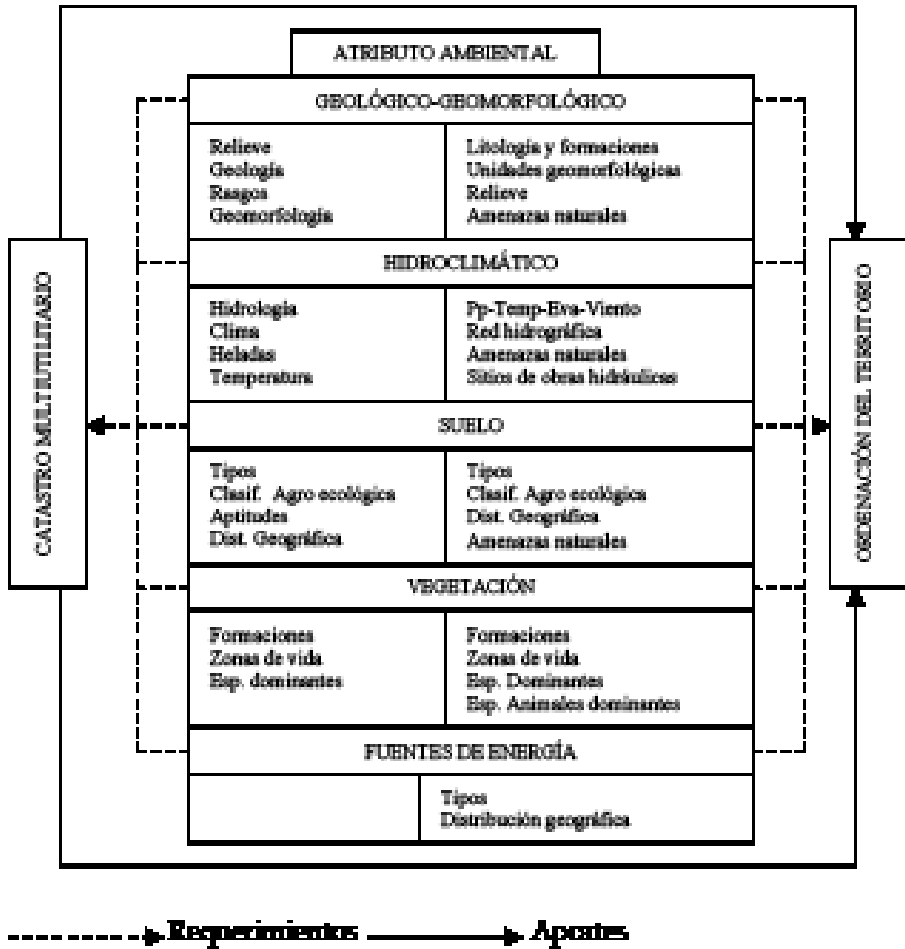 ATRIBUTO AMBIENTAL
GEOLÓGICO-GEOMORFOLÓGICO
Relieve
Geología
Rasgos
Geomorfología
Litología y formaciones
Unidades geomorfológicas
Relieve
Amenazas naturales
HIDROCLIMÁTICO
Hidrología
Clima
Heladas
Temperatura
Pp-Temp-Eva-Viento
Red hidrográfica
Amenazas naturales
Sitios de obras hidráulicas
SUELO
Tipos
Clasif. Agro ecológica
Aptitudes
Dist. Geográfica
Tipos
Clasif. Agro ecológica
Dist. Geográfica
Amenazas naturales
VEGETACIÓN
Formaciones
Zonas de vida
Esp. dominantes
Formaciones
Zonas de vida
Esp. Dominantes
Esp. Animales dominantes
FUENTES DE ENERGÍA
Tipos
Distribución geográfica
CATASTRO MULTIUTILITARIO
ORDENACIÓN DEL TERRITORIO
Requerimientos
Aportes